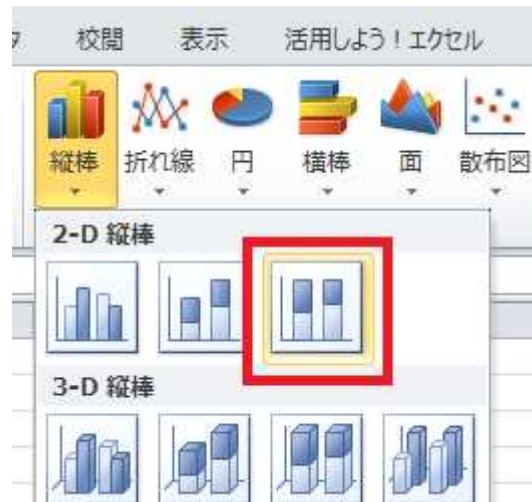 タ 校閲 表示 活用しよう！エクセル
縦棒 折れ線 円 横棒 面 散布図
2-D 縦棒
3-D 縦棒